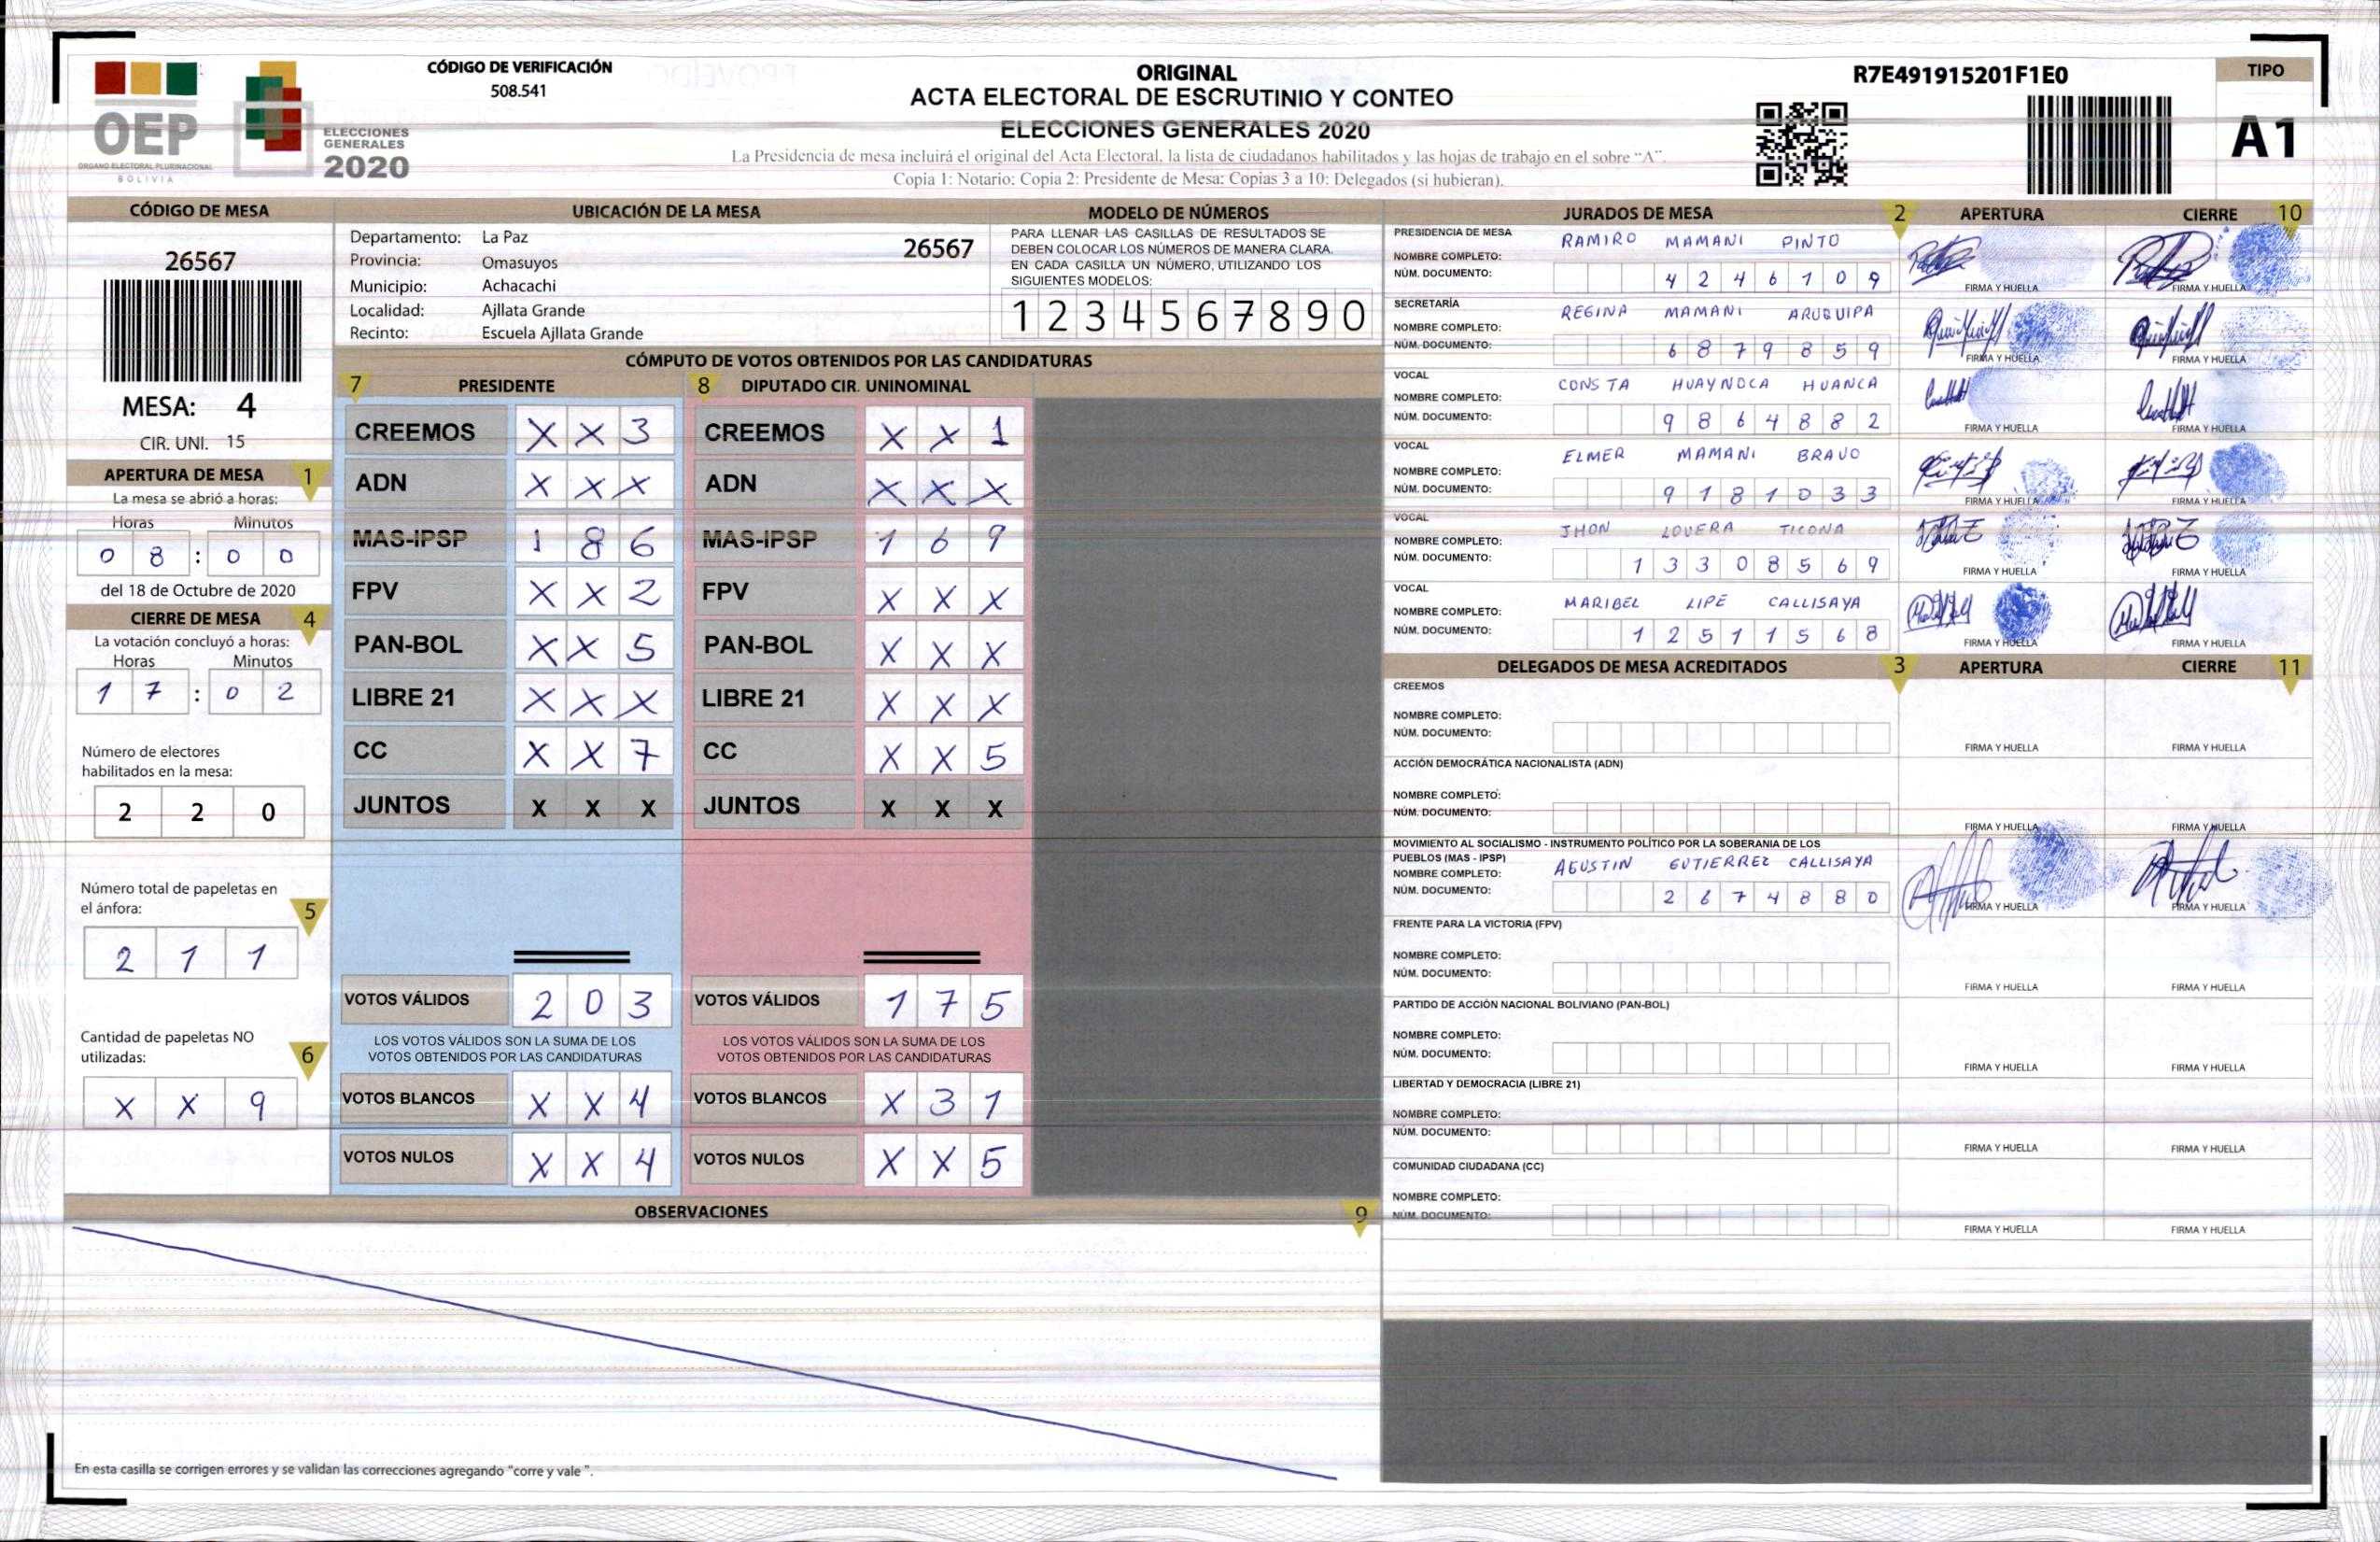 CÓDIGO DE VERIFICACIÓN
508.541
OEP
ÓRGANO ELECTORAL PLURINACIONAL
BOLIVIA
ELECCIONES
GENERALES
2020
ORIGINAL
ACTA ELECTORAL DE ESCRUTINIO Y CONTEO
ELECCIONES GENERALES 2020
La Presidencia de mesa incluirá el original del Acta Electoral, la lista de ciudadanos habilitados y las hojas de trabajo en el sobre "A".
Copia 1: Notario; Copia 2: Presidente de Mesa; Copias 3 a 10: Delegados (si hubieran).
R7E491915201F1E0
TIPO
A1
CÓDIGO DE MESA
26567
MESA: 4
CIR. UNI. 15
APERTURA DE MESA 1
La mesa se abrió a horas:
Horas Minutos
0 8 : 0 0
del 18 de Octubre de 2020
CIERRE DE MESA 4
La votación concluyó a horas:
Horas Minutos
1 7 : 0 2
Número de electores
habilitados en la mesa:
2 2 0
Número total de papeletas en
el ánfora: 5
2 1 1
Cantidad de papeletas NO
utilizadas: 6
X X 9
UBICACIÓN DE LA MESA
Departamento: La Paz
26567
Provincia: Omasuyos
Municipio: Achacachi
Localidad: Ajllata Grande
Recinto: Escuela Ajllata Grande
MODELO DE NÚMEROS
PARA LLENAR LAS CASILLAS DE RESULTADOS SE
DEBEN COLOCAR LOS NÚMEROS DE MANERA CLARA.
EN CADA CASILLA UN NÚMERO, UTILIZANDO LOS
SIGUIENTES MODELOS:
1 2 3 4 5 6 7 8 9 0
CÓMPUTO DE VOTOS OBTENIDOS POR LAS CANDIDATURAS
7 PRESIDENTE 8 DIPUTADO CIR. UNINOMINAL
CREEMOS X X 3 CREEMOS X X 1
ADN X X X ADN X X X
MAS-IPSP 1 8 6 MAS-IPSP 1 6 9
FPV X X 2 FPV X X X
PAN-BOL X X 5 PAN-BOL X X X
LIBRE 21 X X X LIBRE 21 X X X
CC X X 7 CC X X 5
JUNTOS X X X JUNTOS X X X
VOTOS VÁLIDOS 2 0 3 VOTOS VÁLIDOS 1 7 5
LOS VOTOS VÁLIDOS SON LA SUMA DE LOS LOS VOTOS VÁLIDOS SON LA SUMA DE LOS
VOTOS OBTENIDOS POR LAS CANDIDATURAS VOTOS OBTENIDOS POR LAS CANDIDATURAS
VOTOS BLANCOS X X 4 VOTOS BLANCOS X 3 1
VOTOS NULOS X X 4 VOTOS NULOS X X 5
OBSERVACIONES 9
En esta casilla se corrigen errores y se validan las correcciones agregando "corre y vale ".
JURADOS DE MESA 2 APERTURA CIERRE 10
PRESIDENCIA DE MESA RAMIRO MAMANI PINTO
NOMBRE COMPLETO:
NÚM. DOCUMENTO: 4 2 4 6 1 0 9
FIRMA Y HUELLA FIRMA Y HUELLA
SECRETARÍA REGINA MAMANI ARUQUIPA
NOMBRE COMPLETO:
NÚM. DOCUMENTO: 6 8 7 9 8 5 9
FIRMA Y HUELLA FIRMA Y HUELLA
VOCAL CONSTA HUAYNOCA HUANCA
NOMBRE COMPLETO:
NÚM. DOCUMENTO: 9 8 6 4 8 8 2
FIRMA Y HUELLA FIRMA Y HUELLA
VOCAL ELMER MAMANI BRAVO
NOMBRE COMPLETO:
NÚM. DOCUMENTO: 9 1 8 1 0 3 3
FIRMA Y HUELLA FIRMA Y HUELLA
VOCAL JHON LOVERA TICONA
NOMBRE COMPLETO:
NÚM. DOCUMENTO: 1 3 3 0 8 5 6 9
FIRMA Y HUELLA FIRMA Y HUELLA
VOCAL MARIBEL LIPE CALLISAYA
NOMBRE COMPLETO:
NÚM. DOCUMENTO: 1 2 5 1 1 5 6 8
FIRMA Y HUELLA FIRMA Y HUELLA
DELEGADOS DE MESA ACREDITADOS 3 APERTURA CIERRE 11
CREEMOS
NOMBRE COMPLETO:
NÚM. DOCUMENTO:
FIRMA Y HUELLA FIRMA Y HUELLA
ACCIÓN DEMOCRÁTICA NACIONALISTA (ADN)
NOMBRE COMPLETO:
NÚM. DOCUMENTO:
FIRMA Y HUELLA FIRMA Y HUELLA
MOVIMIENTO AL SOCIALISMO - INSTRUMENTO POLÍTICO POR LA SOBERANIA DE LOS
PUEBLOS (MAS - IPSP) AGUSTIN GUTIERREZ CALLISAYA
NOMBRE COMPLETO:
NÚM. DOCUMENTO: 2 6 7 4 8 8 0
FIRMA Y HUELLA FIRMA Y HUELLA
FRENTE PARA LA VICTORIA (FPV)
NOMBRE COMPLETO:
NÚM. DOCUMENTO:
FIRMA Y HUELLA FIRMA Y HUELLA
PARTIDO DE ACCIÓN NACIONAL BOLIVIANO (PAN-BOL)
NOMBRE COMPLETO:
NÚM. DOCUMENTO:
FIRMA Y HUELLA FIRMA Y HUELLA
LIBERTAD Y DEMOCRACIA (LIBRE 21)
NOMBRE COMPLETO:
NÚM. DOCUMENTO:
FIRMA Y HUELLA FIRMA Y HUELLA
COMUNIDAD CIUDADANA (CC)
NOMBRE COMPLETO:
NÚM. DOCUMENTO:
FIRMA Y HUELLA FIRMA Y HUELLA